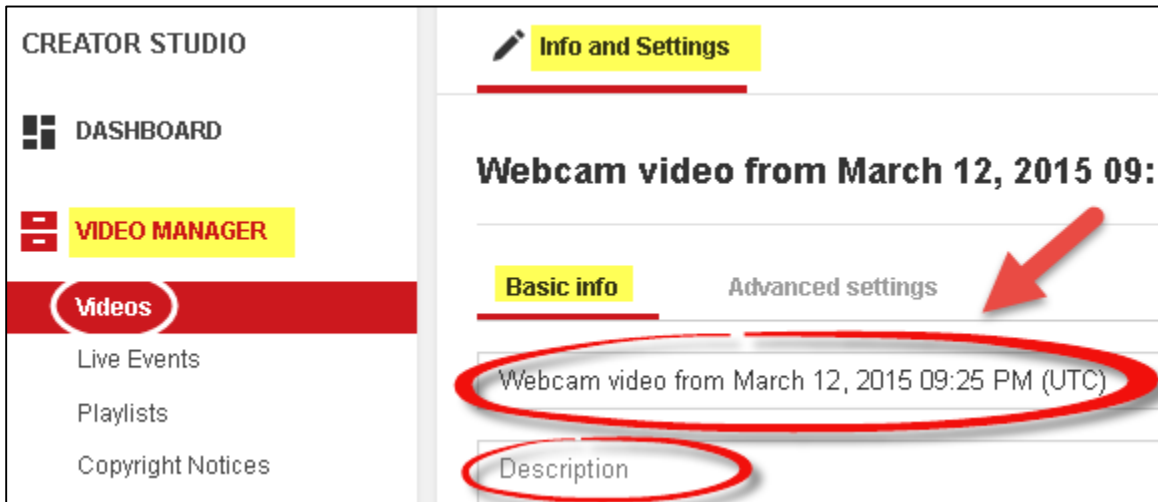 CREATOR STUDIO
DASHBOARD
VIDEO MANAGER
Videos
Live Events
Playlists
Copyright Notices
Info and Settings
Webcam video from March 12, 2015 09:
Basic info
Advanced settings
Webcam video from March 12, 2015 09:25 PM (UTC)
Description